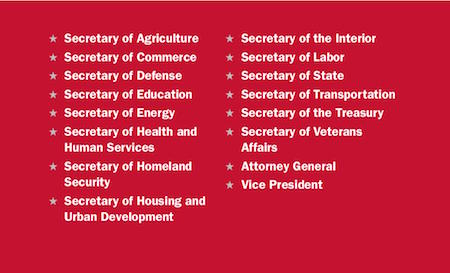 Secretary of Agriculture
Secretary of Commerce
Secretary of Defense
Secretary of Education
Secretary of Energy
Secretary of Health and
Human Services
Secretary of Homeland
Security
Secretary of Housing and
Urban Development
Secretary of the Interior
Secretary of Labor
Secretary of State
Secretary of Transportation
Secretary of the Treasury
Secretary of Veterans
Affairs
Attorney General
Vice President